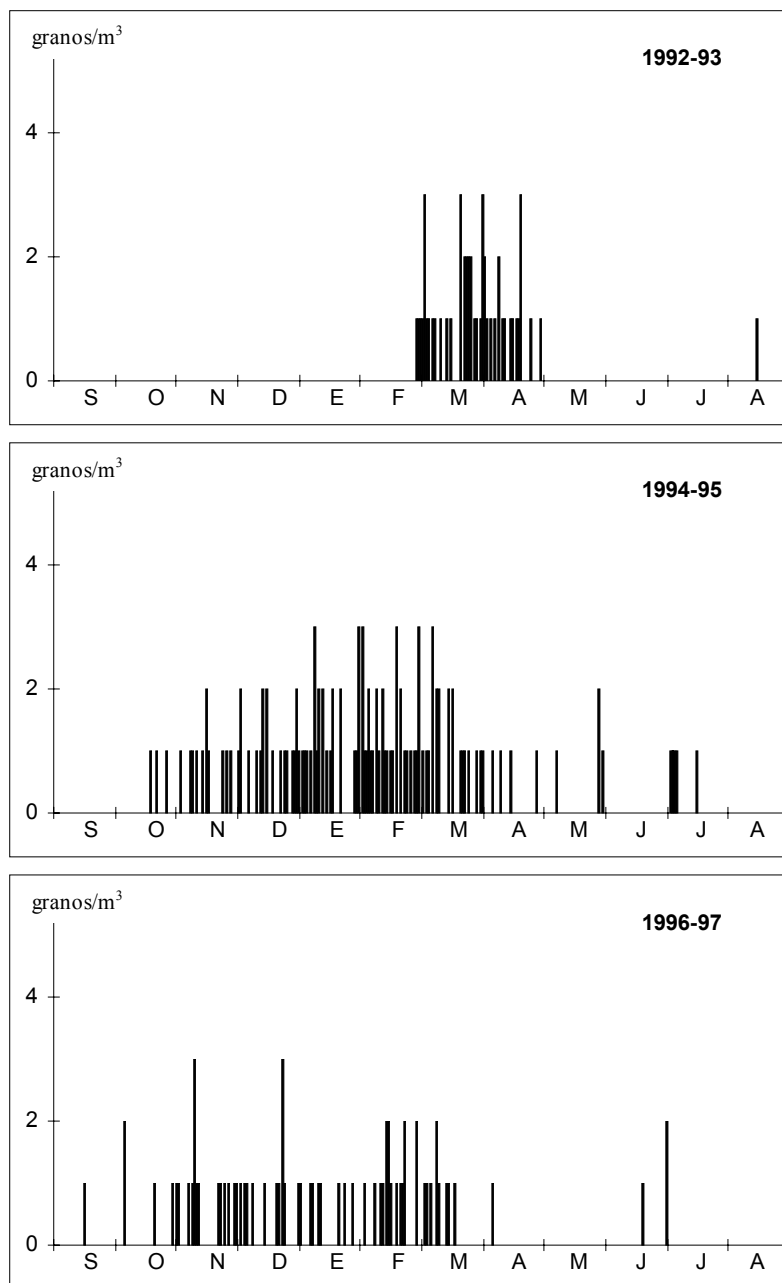 granos/m³
1992-93
4
2
0
S O N D E F M A M J J A
granos/m³
1994-95
4
2
0
S O N D E F M A M J J A
granos/m³
1996-97
4
2
0
S O N D E F M A M J J A